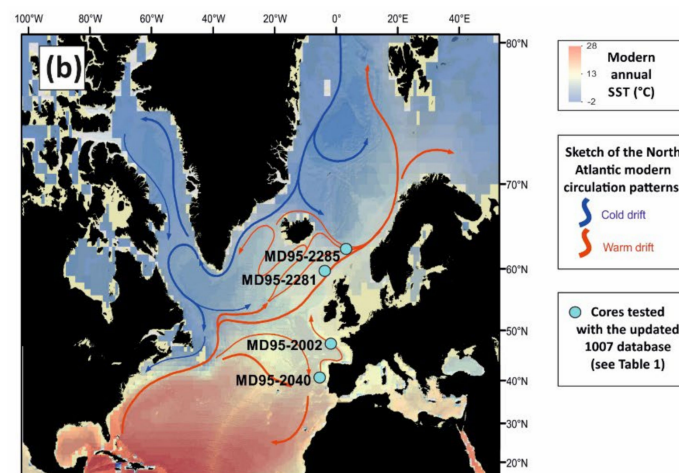 100°W 80°W 60°W 40°W 20°W 0° 20°E 40°E
(b)
80°N
70°N
60°N
50°N
40°N
30°N
20°N
MD95-2285
MD95-2281
MD95-2002
MD95-2040
28
13
-2
Modern
annual
SST (°C)
Sketch of the North
Atlantic modern
circulation patterns
Cold drift
Warm drift
Cores tested
with the updated
1007 database
(see Table 1)